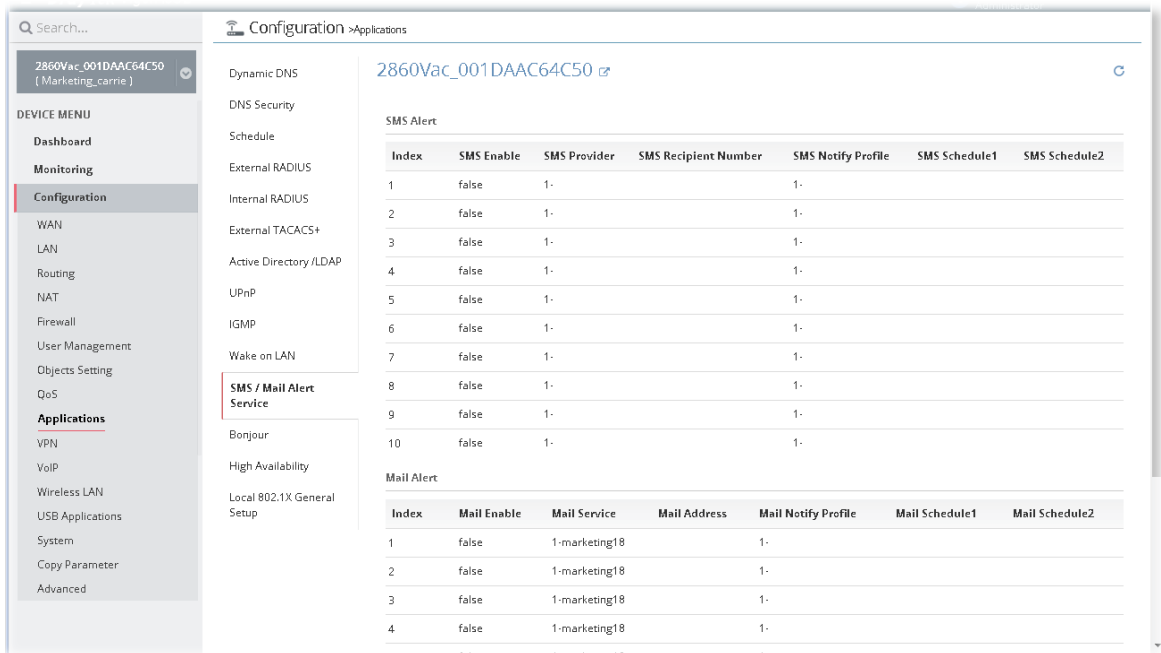 Search...
Configuration >Applications
2860Vac_001DAAC64C50
( Marketing_carrie )
DEVICE MENU
Dashboard
Monitoring
Configuration
WAN
LAN
Routing
NAT
Firewall
User Management
Objects Setting
QoS
Applications
VPN
VoIP
Wireless LAN
USB Applications
System
Copy Parameter
Advanced
Dynamic DNS
DNS Security
Schedule
External RADIUS
Internal RADIUS
External TACACS+
Active Directory /LDAP
UPnP
IGMP
Wake on LAN
SMS / Mail Alert
Service
Bonjour
High Availability
Local 802.1X General
Setup
2860Vac_001DAAC64C50
SMS Alert
Index SMS Enable SMS Provider SMS Recipient Number SMS Notify Profile SMS Schedule1 SMS Schedule2
1 false 1- 1-
2 false 1- 1-
3 false 1- 1-
4 false 1- 1-
5 false 1- 1-
6 false 1- 1-
7 false 1- 1-
8 false 1- 1-
9 false 1- 1-
10 false 1- 1-
Mail Alert
Index Mail Enable Mail Service Mail Address Mail Notify Profile Mail Schedule1 Mail Schedule2
1 false 1-marketing18 1-
2 false 1-marketing18 1-
3 false 1-marketing18 1-
4 false 1-marketing18 1-